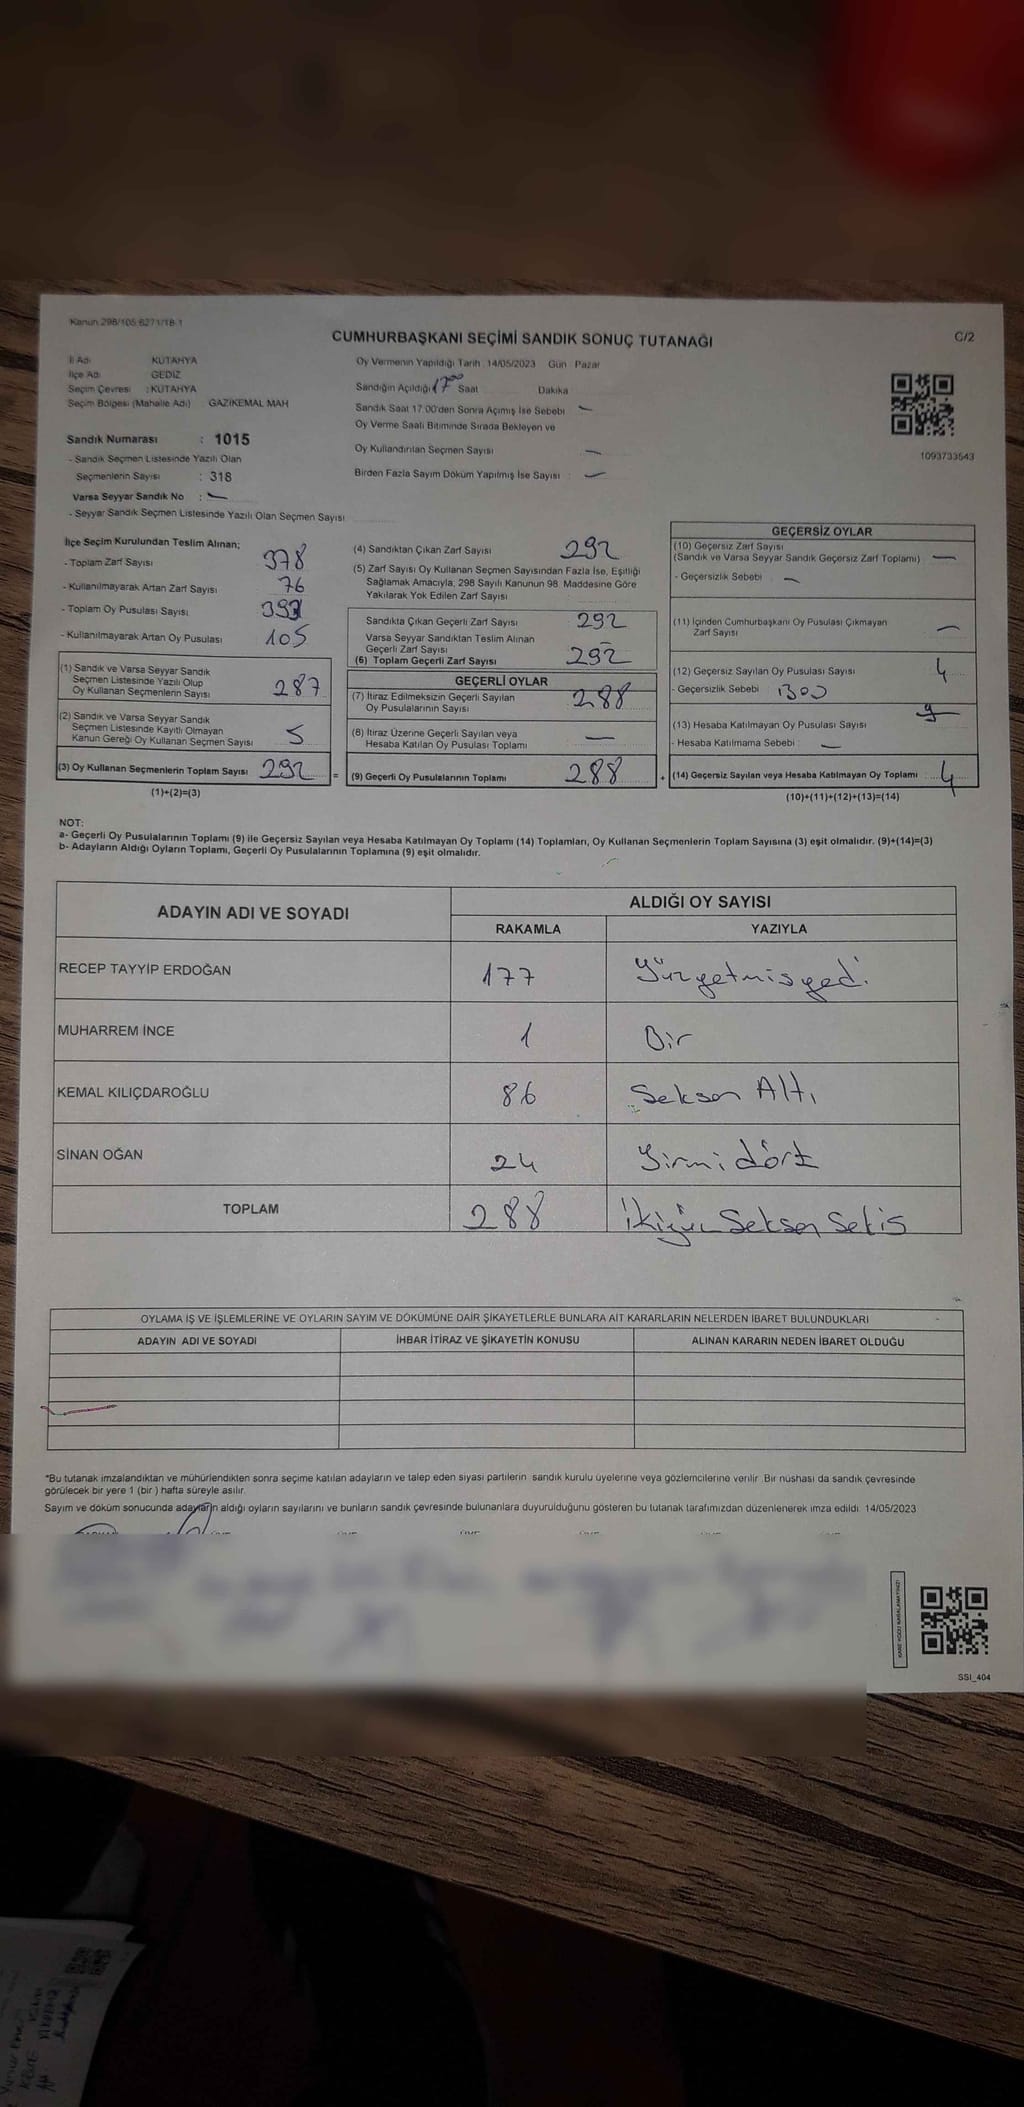 Kanun 298/105 6271/18-1
CUMHURBAŞKANI SEÇİMİ SANDIK SONUÇ TUTANAĞI
C/2
İl Adı KÜTAHYA
İlçe Adı GEDİZ
Seçim Çevresi : KÜTAHYA
Seçim Bölgesi (Mahalle Adı) GAZİKEMAL MAH
Oy Vermenin Yapıldığı Tarih 14/05/2023 Gün Pazar
Sandığın Açıldığı 17⁰⁰ Saat Dakika
Sandık Saat 17.00'den Sonra Açımış İse Sebebi —
Oy Verme Saati Bitiminde Sırada Bekleyen ve
Oy Kullandırılan Seçmen Sayısı —
Birden Fazla Sayım Döküm Yapılmış İse Sayısı : —
1093733543
Sandık Numarası : 1015
- Sandık Seçmen Listesinde Yazılı Olan
Seçmenlerin Sayısı : 318
Varsa Seyyar Sandık No : —
- Seyyar Sandık Seçmen Listesinde Yazılı Olan Seçmen Sayısı
İlçe Seçim Kurulundan Teslim Alınan;
- Toplam Zarf Sayısı 378
- Kullanılmayarak Artan Zarf Sayısı 76
- Toplam Oy Pusulası Sayısı
- Kullanılmayarak Artan Oy Pusulası 105
(1) Sandık ve Varsa Seyyar Sandık
Seçmen Listesinde Yazılı Olup
Oy Kullanan Seçmenlerin Sayısı 287
(2) Sandık ve Varsa Seyyar Sandık
Seçmen Listesinde Kayıtlı Olmayan
Kanun Gereği Oy Kullanan Seçmen Sayısı 5
(3) Oy Kullanan Seçmenlerin Toplam Sayısı 292 =
(1)+(2)=(3)
(4) Sandıktan Çıkan Zarf Sayısı 292
(5) Zarf Sayısı Oy Kullanan Seçmen Sayısından Fazla İse, Eşitliği
Sağlamak Amacıyla, 298 Sayılı Kanunun 98. Maddesine Göre
Yakılarak Yok Edilen Zarf Sayısı
Sandıkta Çıkan Geçerli Zarf Sayısı 292
Varsa Seyyar Sandıktan Teslim Alınan
Geçerli Zarf Sayısı —
(6) Toplam Geçerli Zarf Sayısı 292
GEÇERLİ OYLAR
(7) İtiraz Edilmeksizin Geçerli Sayılan
Oy Pusulalarının Sayısı 288
(8) İtiraz Üzerine Geçerli Sayılan veya
Hesaba Katılan Oy Pusulası Toplamı —
(9) Geçerli Oy Pusulalarının Toplamı 288 +
GEÇERSİZ OYLAR
(10) Geçersiz Zarf Sayısı
(Sandık ve Varsa Seyyar Sandık Geçersiz Zarf Toplamı) —
- Geçersizlik Sebebi : —
(11) İçinden Cumhurbaşkanı Oy Pusulası Çıkmayan
Zarf Sayısı —
(12) Geçersiz Sayılan Oy Pusulası Sayısı 4
- Geçersizlik Sebebi
(13) Hesaba Katılmayan Oy Pusulası Sayısı
- Hesaba Katılmama Sebebi : —
(14) Geçersiz Sayılan veya Hesaba Katılmayan Oy Toplamı : 4
(10)+(11)+(12)+(13)=(14)
NOT:
a- Geçerli Oy Pusulalarının Toplamı (9) ile Geçersiz Sayılan veya Hesaba Katılmayan Oy Toplamı (14) Toplamları, Oy Kullanan Seçmenlerin Toplam Sayısına (3) eşit olmalıdır. (9)+(14)=(3)
b- Adayların Aldığı Oyların Toplamı, Geçerli Oy Pusulalarının Toplamına (9) eşit olmalıdır.
ADAYIN ADI VE SOYADI ALDIĞI OY SAYISI
RAKAMLA YAZIYLA
RECEP TAYYİP ERDOĞAN 177 Yüzyetmişyedi
MUHARREM İNCE 1 Bir
KEMAL KILIÇDAROĞLU 86 Seksen Altı
SİNAN OĞAN 24 Yirmi dört
TOPLAM 288 İkiyüz Seksen Sekis
OYLAMA İŞ VE İŞLEMLERİNE VE OYLARIN SAYIM VE DÖKÜMÜNE DAİR ŞİKAYETLERLE BUNLARA AİT KARARLARIN NELERDEN İBARET BULUNDUKLARI
ADAYIN ADI VE SOYADI İHBAR İTİRAZ VE ŞİKAYETİN KONUSU ALINAN KARARIN NEDEN İBARET OLDUĞU
*Bu tutanak imzalandıktan ve mühürlendikten sonra seçime katılan adayların ve talep eden siyasi partilerin sandık kurulu üyelerine veya gözlemcilerine verilir. Bir nüshası da sandık çevresinde
görülecek bir yere 1 (bir ) hafta süreyle asılır.
Sayım ve döküm sonucunda adayların aldığı oyların sayılarını ve bunların sandık çevresinde bulunanlara duyurulduğunu gösteren bu tutanak tarafımızdan düzenlenerek imza edildi. 14/05/2023
SSI_404